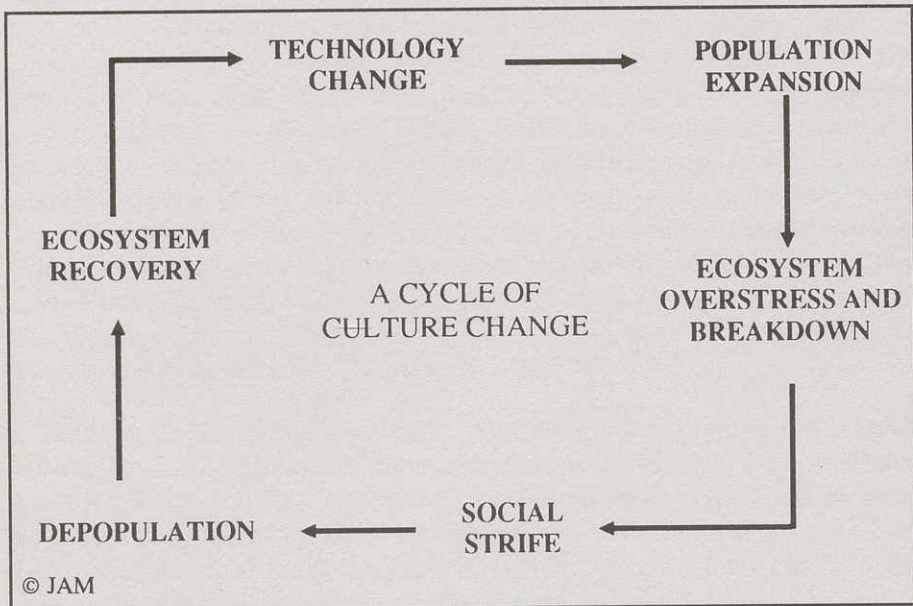 TECHNOLOGY
CHANGE
POPULATION
EXPANSION
ECOSYSTEM
OVERSTRESS AND
BREAKDOWN
SOCIAL
STRIFE
DEPOPULATION
ECOSYSTEM
RECOVERY
A CYCLE OF
CULTURE CHANGE
© JAM